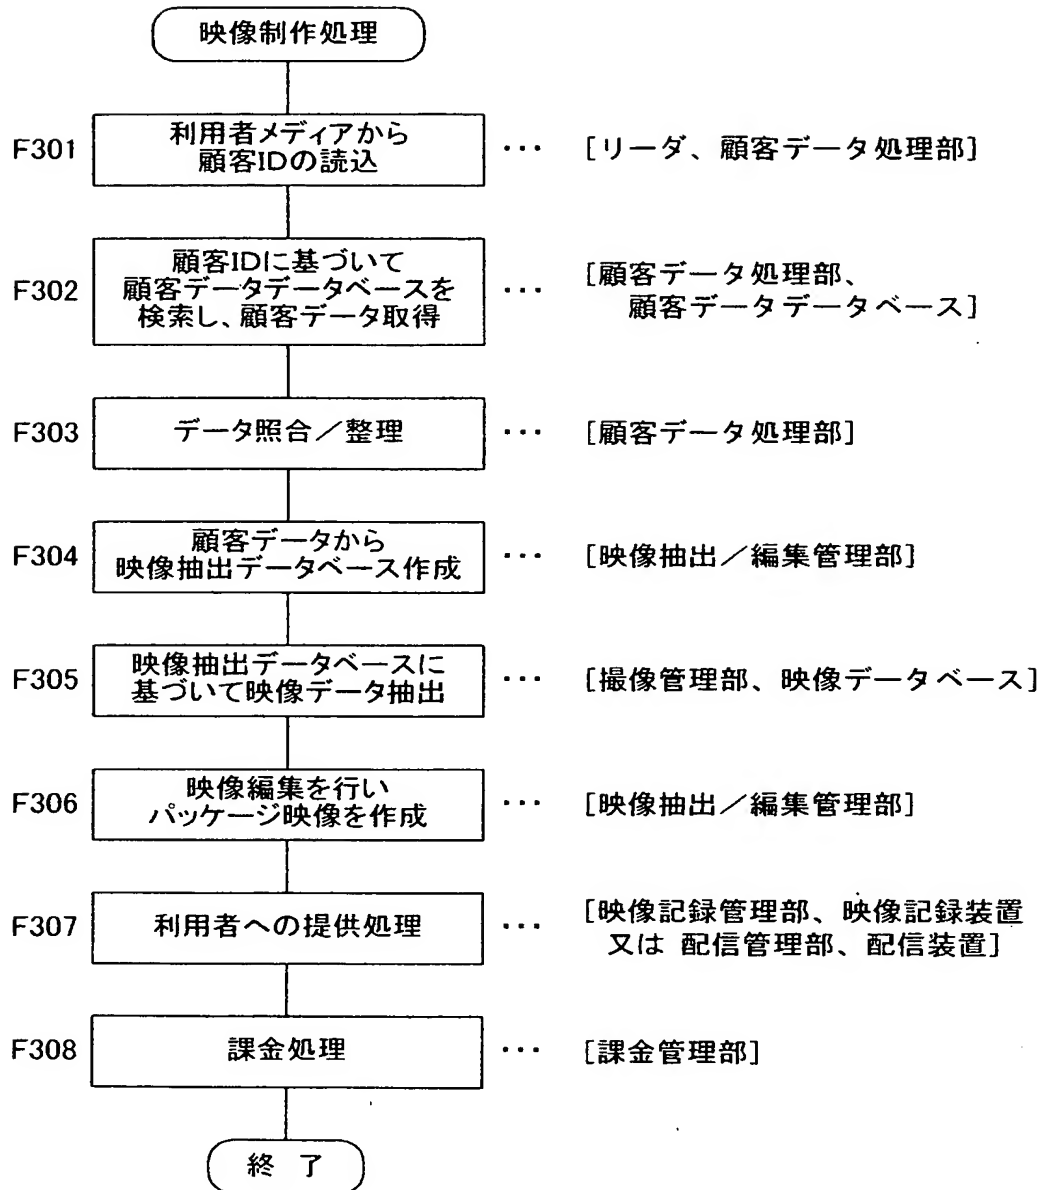 映像制作処理
F301
利用者メディアから
顧客IDの読込
･･･ [リーダ、顧客データ処理部]
F302
顧客IDに基づいて
顧客データデータベースを
検索し、顧客データ取得
･･･ [顧客データ処理部、
顧客データデータベース]
F303
データ照合／整理
･･･ [顧客データ処理部]
F304
顧客データから
映像抽出データベース作成
･･･ [映像抽出／編集管理部]
F305
映像抽出データベースに
基づいて映像データ抽出
･･･ [撮像管理部、映像データベース]
F306
映像編集を行い
パッケージ映像を作成
･･･ [映像抽出／編集管理部]
F307
利用者への提供処理
･･･ [映像記録管理部、映像記録装置
又は 配信管理部、配信装置]
F308
課金処理
･･･ [課金管理部]
終 了